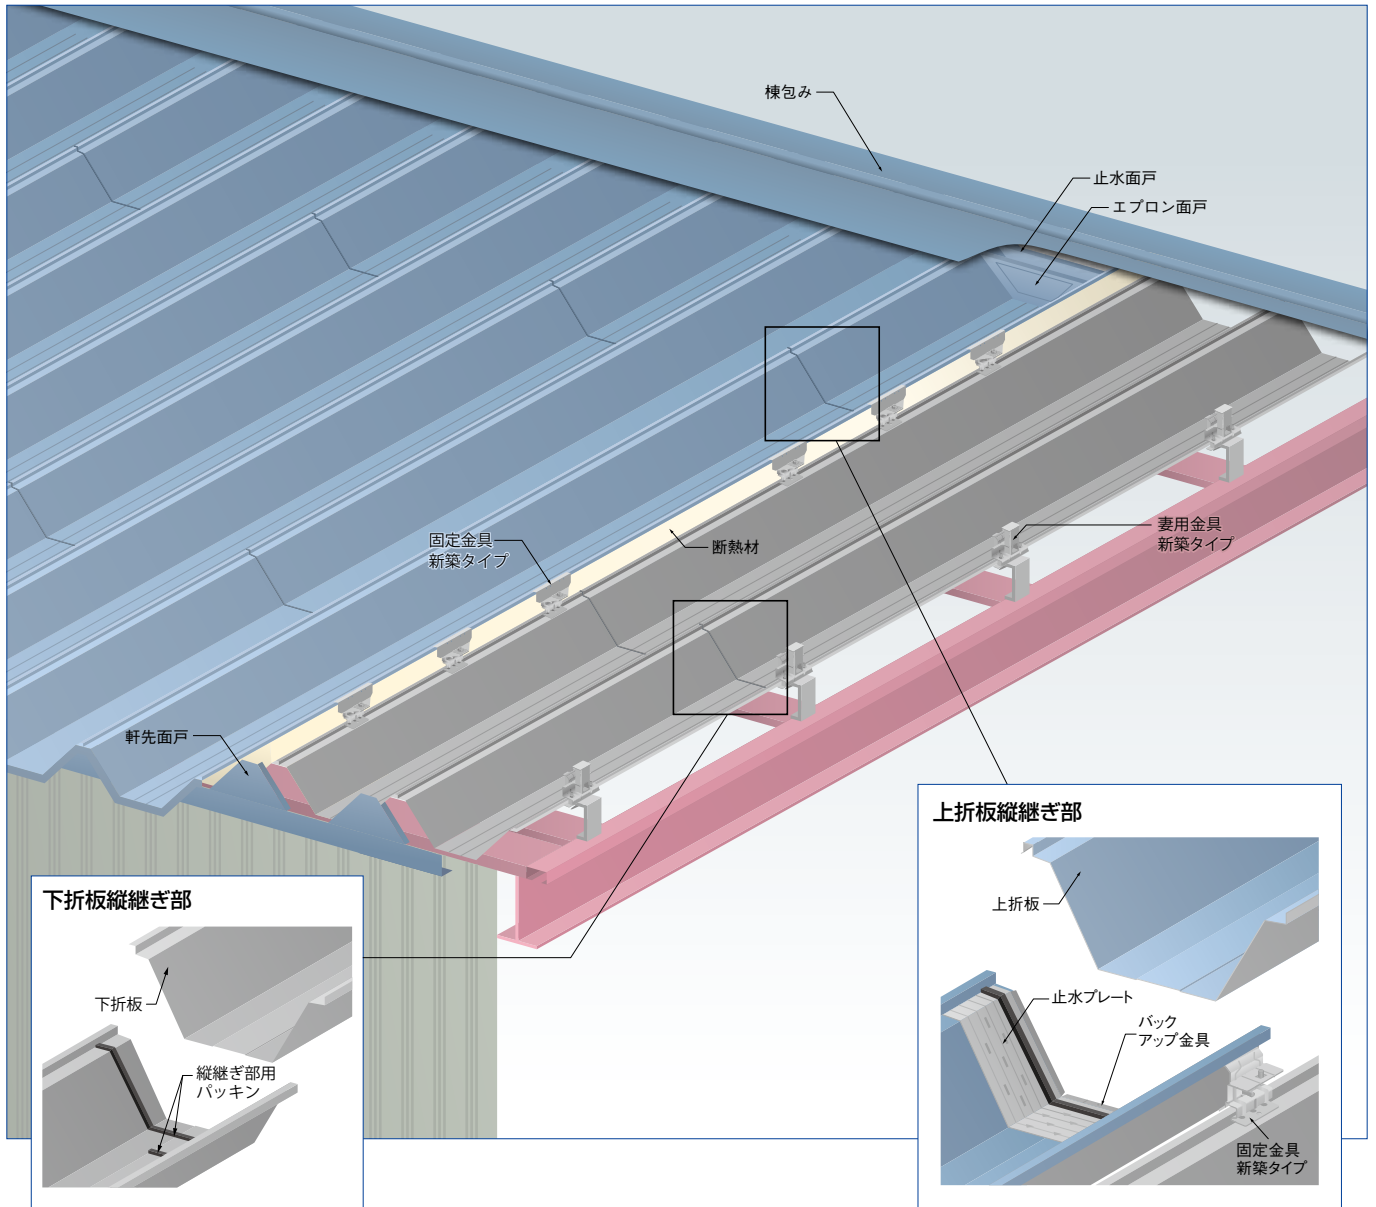 棟包み
止水面戸
エプロン面戸
固定金具
新築タイプ
断熱材
妻用金具
新築タイプ
軒先面戸
下折板縦継ぎ部
下折板
縦継ぎ部用
パッキン
上折板縦継ぎ部
上折板
止水プレート
バック
アップ金具
固定金具
新築タイプ